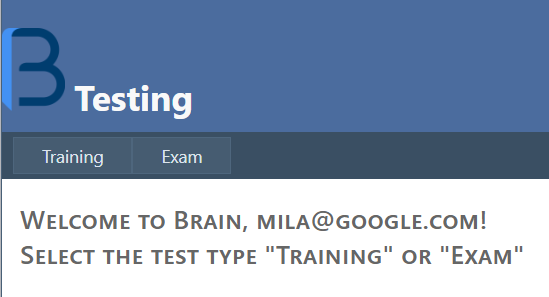 B Testing
Training Exam
Welcome to Brain, mila@google.com!
Select the test type "Training" or "Exam"